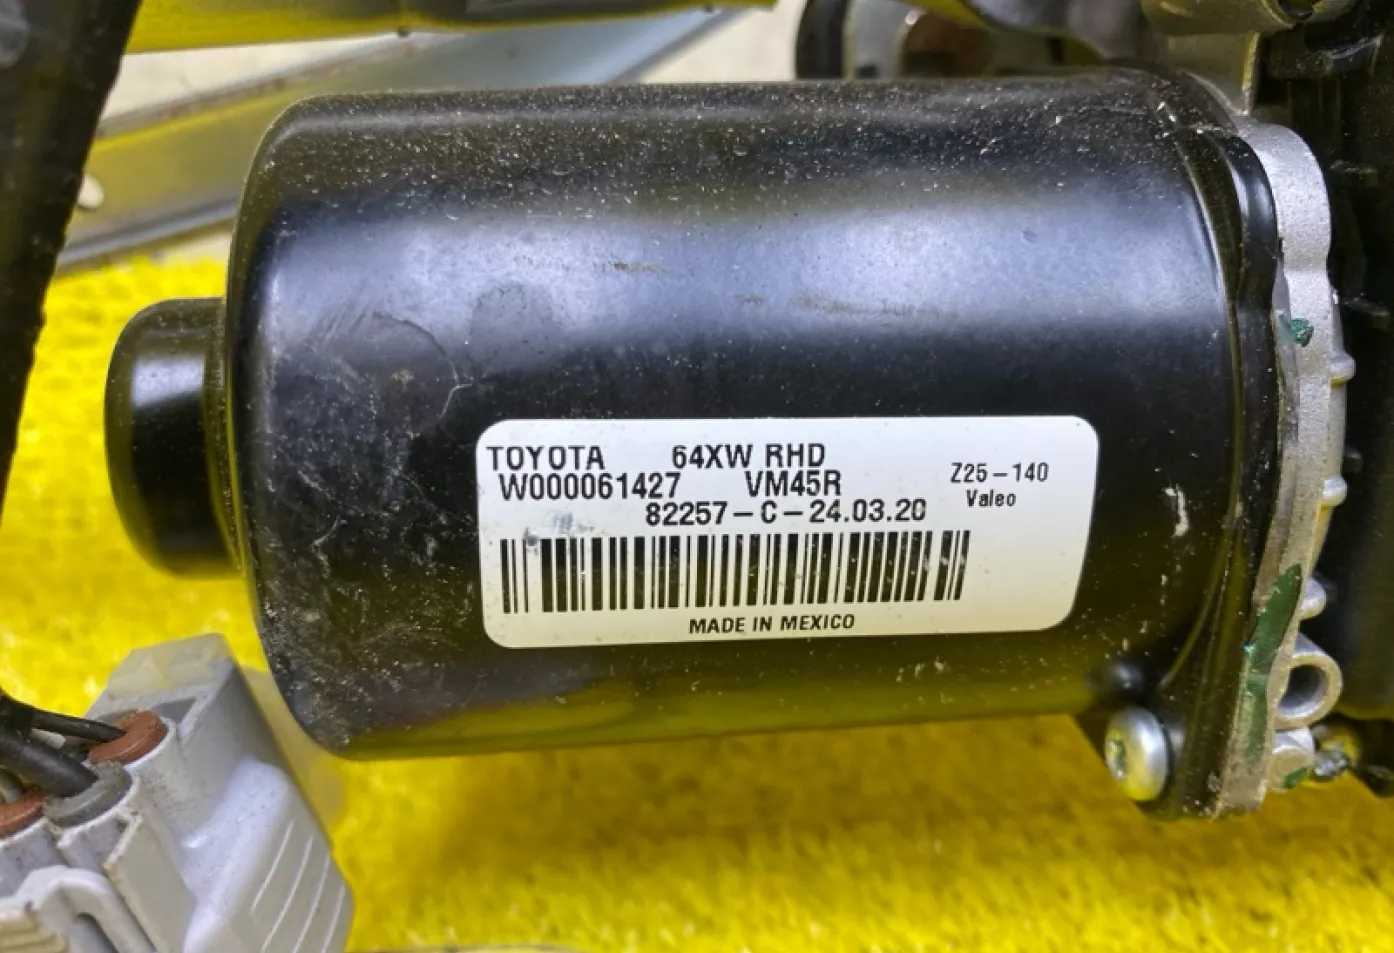 TOYOTA 64XW RHD
W000061427 VM45R
Z25-140
Valeo
82257-C-24.03.20
MADE IN MEXICO